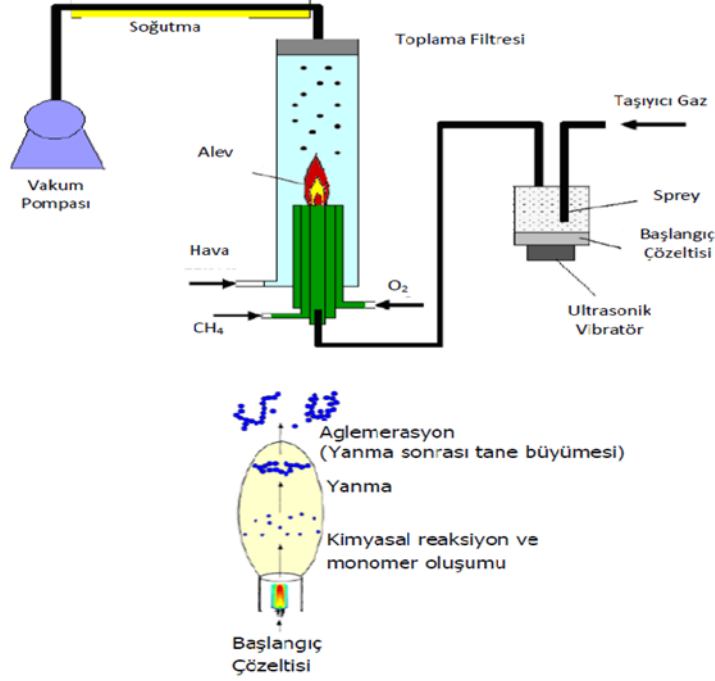 Soğutma
Toplama Filtresi
Taşıyıcı Gaz
Alev
Vakum
Pompası
Sprey
Başlangıç
Çözeltisi
Hava
O₂
CH₄
Ultrasonik
Vibratör
Aglemerasyon
(Yanma sonrası tane büyümesi)
Yanma
Kimyasal reaksiyon ve
monomer oluşumu
Başlangıç
Çözeltisi